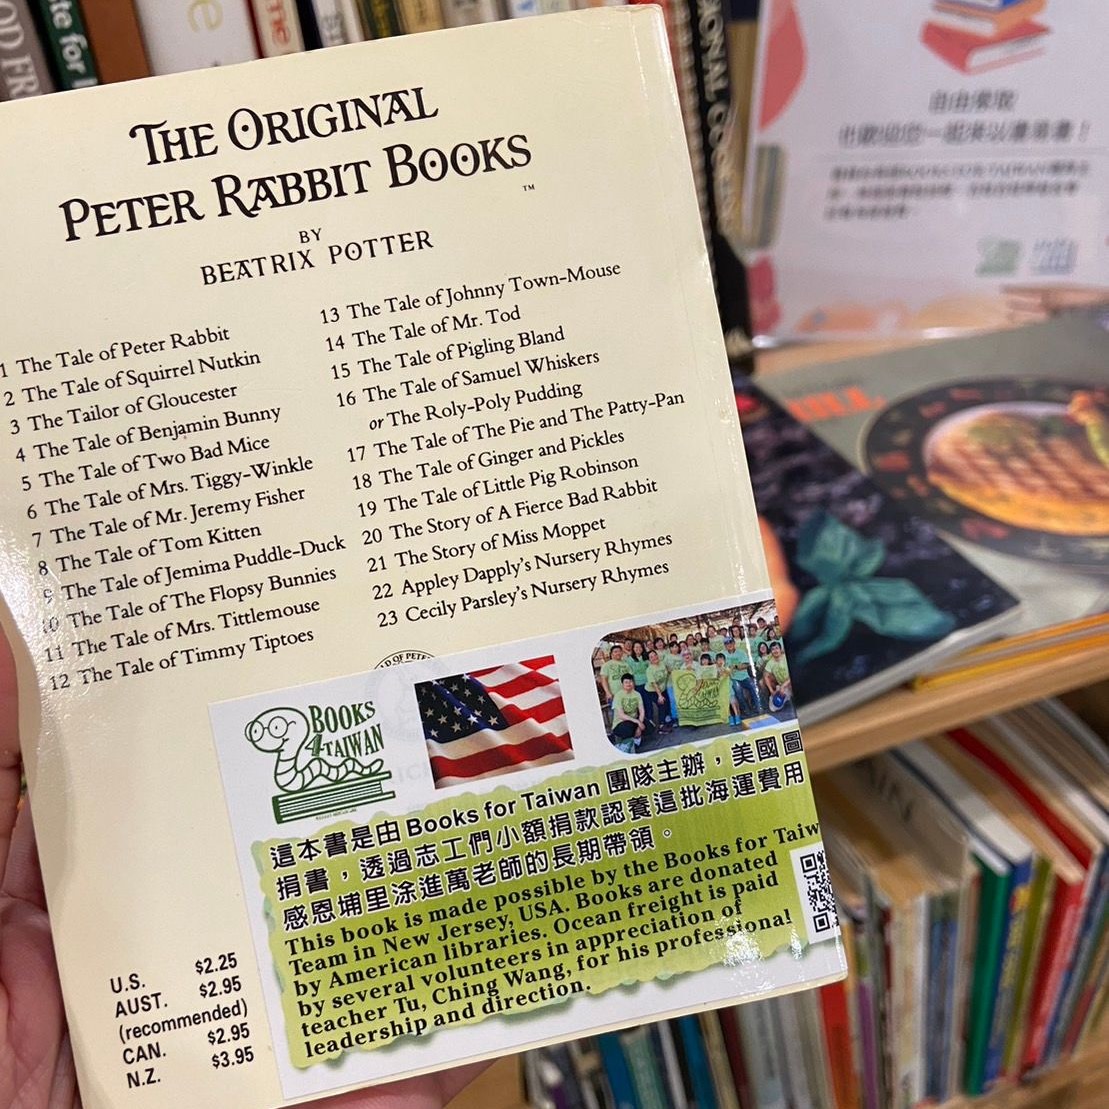 THE ORIGINAL
PETER RABBIT BOOKS
™
BY
BEATRIX POTTER
1 The Tale of Peter Rabbit
2 The Tale of Squirrel Nutkin
3 The Tailor of Gloucester
4 The Tale of Benjamin Bunny
5 The Tale of Two Bad Mice
6 The Tale of Mrs. Tiggy-Winkle
7 The Tale of Mr. Jeremy Fisher
8 The Tale of Tom Kitten
9 The Tale of Jemima Puddle-Duck
10 The Tale of The Flopsy Bunnies
11 The Tale of Mrs. Tittlemouse
12 The Tale of Timmy Tiptoes
13 The Tale of Johnny Town-Mouse
14 The Tale of Mr. Tod
15 The Tale of Pigling Bland
16 The Tale of Samuel Whiskers
or The Roly-Poly Pudding
17 The Tale of The Pie and The Patty-Pan
18 The Tale of Ginger and Pickles
19 The Tale of Little Pig Robinson
20 The Story of A Fierce Bad Rabbit
21 The Story of Miss Moppet
22 Appley Dapply's Nursery Rhymes
23 Cecily Parsley's Nursery Rhymes
BOOKS
4TAIWAN
這本書是由 Books for Taiwan 團隊主辦，美國圖
捐書，透過志工們小額捐款認養這批海運費用
感恩埔里涂進萬老師的長期帶領。
This book is made possible by the Books for Taiw
Team in New Jersey, USA. Books are donated
by American libraries. Ocean freight is paid
by several volunteers in appreciation of
teacher Tu, Ching Wang, for his professional
leadership and direction.
U.S. $2.25
AUST. $2.95
(recommended)
CAN. $2.95
N.Z. $3.95
自由索取